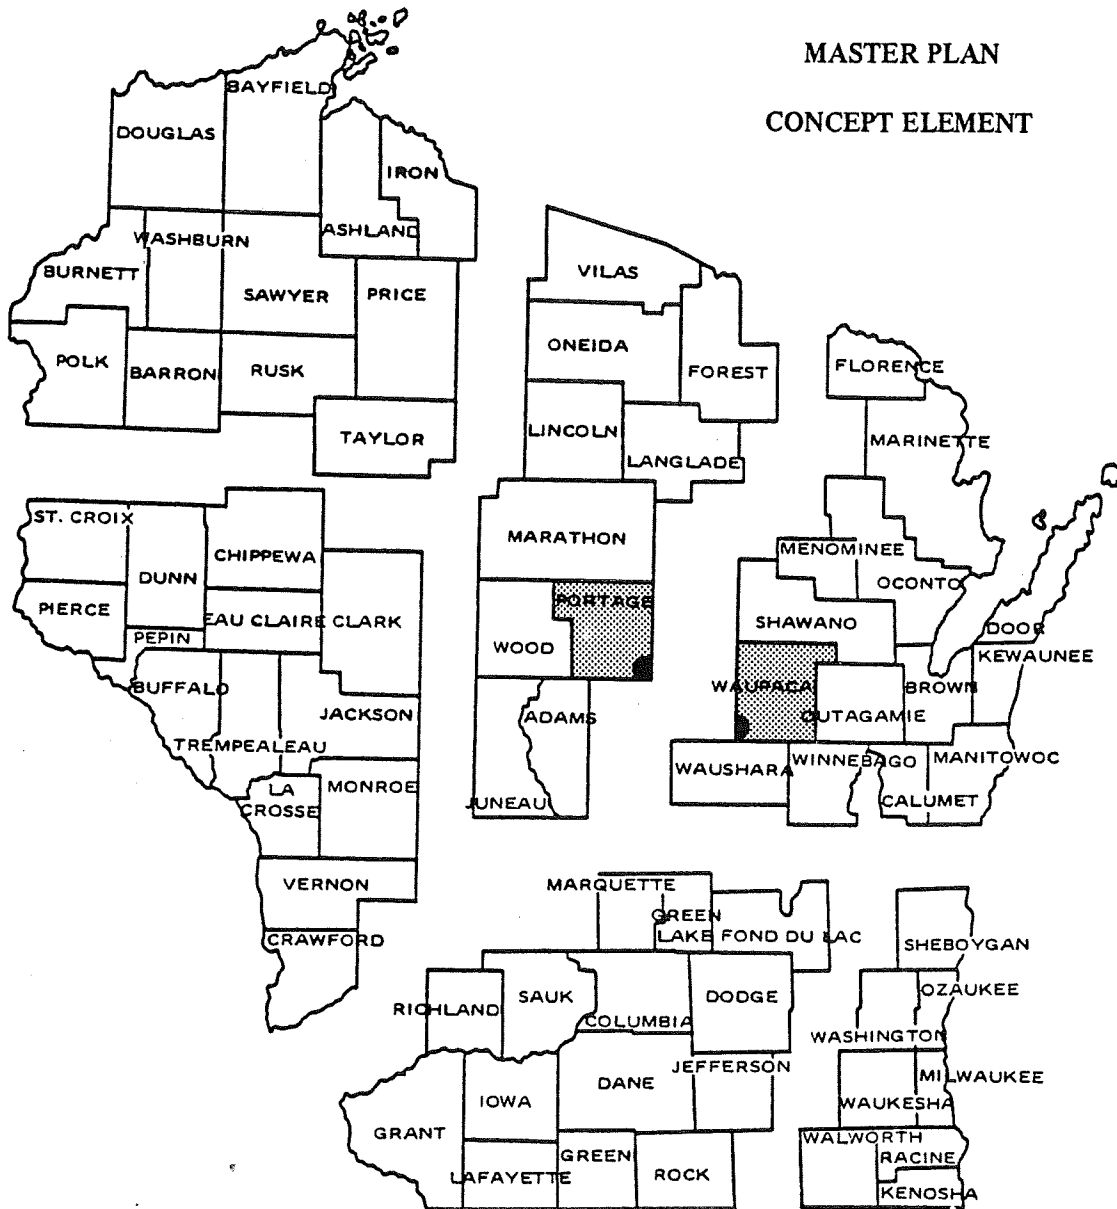 MASTER PLAN
CONCEPT ELEMENT
BAYFIELD
DOUGLAS
IRON
ASHLAND
WASHBURN
BURNETT
SAWYER
PRICE
POLK
BARRON
RUSK
TAYLOR
VILAS
ONEIDA
FOREST
LINCOLN
LANGLADE
FLORENCE
MARINETTE
ST. CROIX
CHIPPEWA
DUNN
PIERCE
EAU CLAIRE
CLARK
PEPIN
BUFFALO
JACKSON
TREMPEALEAU
LA
CROSSE
MONROE
VERNON
CRAWFORD
MARATHON
PORTAGE
WOOD
ADAMS
JUNEAU
MENOMINEE
OCONTO
SHAWANO
DOOR
KEWAUNEE
WAUPACA
BROWN
OUTAGAMIE
WAUSHARA
WINNEBAGO
MANITOWOC
CALUMET
MARQUETTE
GREEN
LAKE
FOND DU LAC
SHEBOYGAN
SAUK
DODGE
OZAUKEE
RICHLAND
COLUMBIA
WASHINGTON
JEFFERSON
DANE
MILWAUKEE
IOWA
WAUKESHA
GRANT
WALWORTH
RACINE
LAFAYETTE
GREEN
ROCK
KENOSHA